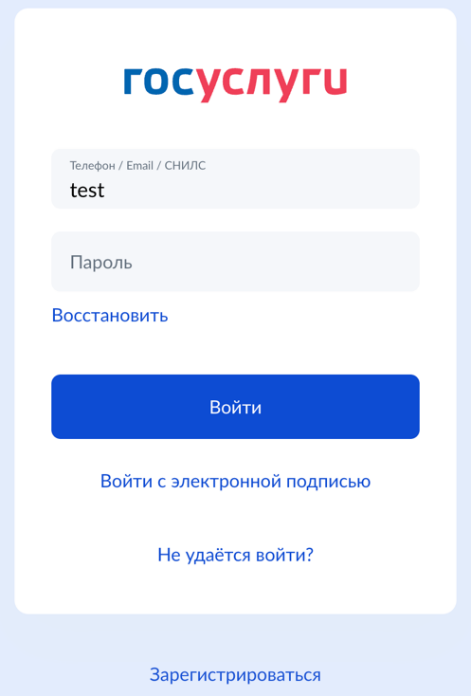 госуслуги
Телефон / Email / СНИЛС
test
Пароль
Восстановить
Войти
Войти с электронной подписью
Не удаётся войти?
Зарегистрироваться